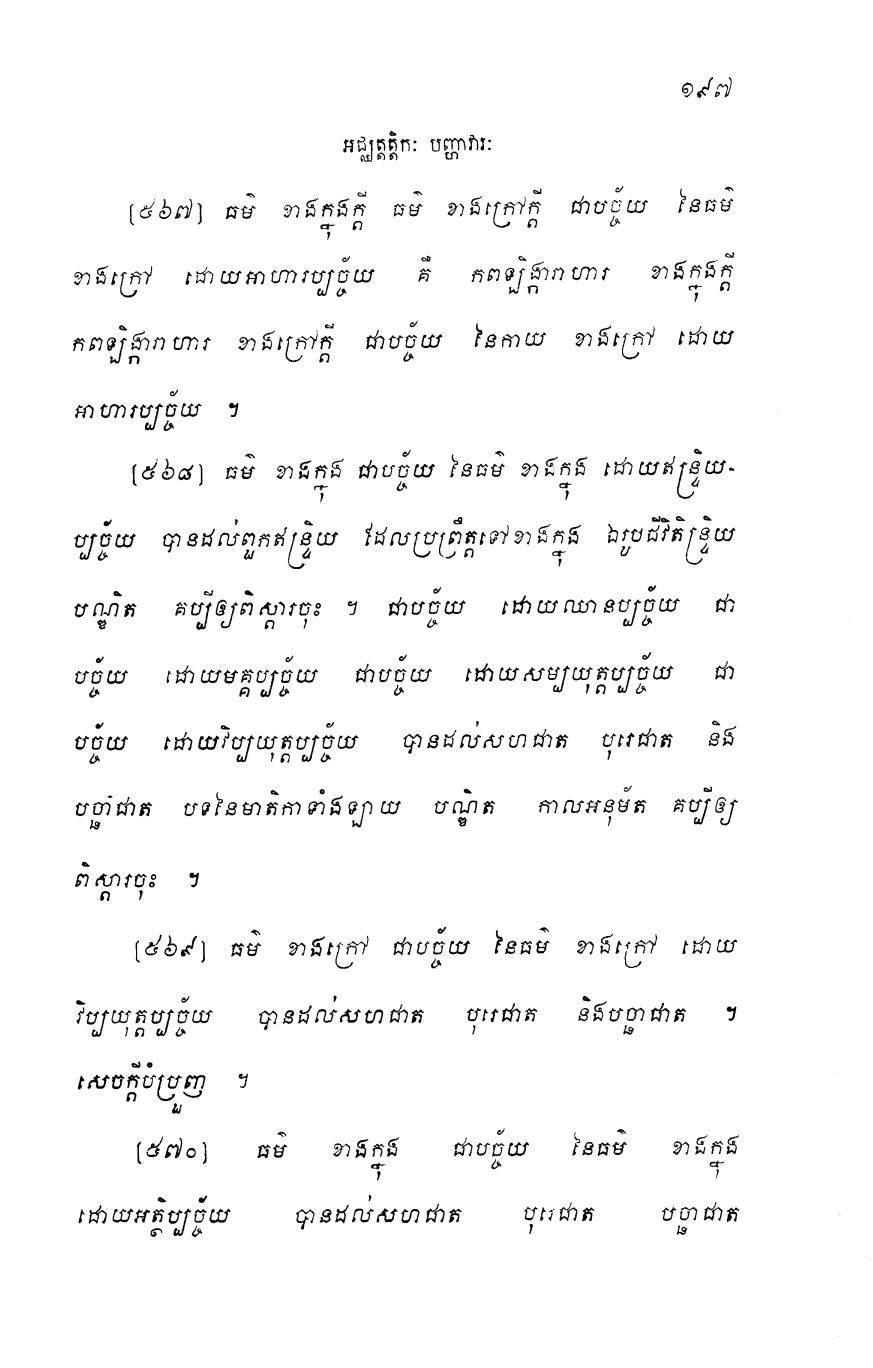 ១៩៧
អជ្ឈត្តត្តិកៈ បញ្ហាវារៈ
[៥៦៧] ធម៌ ខាងក្នុងក្តី ធម៌ ខាងក្រៅក្តី ជាបច្ច័យ នៃធម៌
ខាងក្រៅ ដោយអាហារប្បច្ច័យ គឺ កពឡិង្ការាហារ ខាងក្នុងក្តី
កពឡិង្ការាហារ ខាងក្រៅក្តី ជាបច្ច័យ នៃកាយ ខាងក្រៅ ដោយ
អាហារប្បច្ច័យ ។
[៥៦៨] ធម៌ ខាងក្នុង ជាបច្ច័យ នៃធម៌ ខាងក្នុង ដោយឥន្ទ្រិយ-
ប្បច្ច័យ បានដល់ពួកឥន្ទ្រិយ ដែលប្រព្រឹត្តទៅខាងក្នុង ឯរូបជីវិតិន្ទ្រិយ
បណ្ឌិត គប្បីឲ្យពិស្តារចុះ ។ ជាបច្ច័យ ដោយឈានប្បច្ច័យ ជា
បច្ច័យ ដោយមគ្គប្បច្ច័យ ជាបច្ច័យ ដោយសម្បយុត្តប្បច្ច័យ ជា
បច្ច័យ ដោយវិប្បយុត្តប្បច្ច័យ បានដល់សហជាត បុរេជាត និង
បច្ឆាជាត បទនៃមាតិកាទាំងឡាយ បណ្ឌិត កាលអនុម័ត គប្បីឲ្យ
ពិស្តារចុះ ។
[៥៦៩] ធម៌ ខាងក្រៅ ជាបច្ច័យ នៃធម៌ ខាងក្រៅ ដោយ
វិប្បយុត្តប្បច្ច័យ បានដល់សហជាត បុរេជាត និងបច្ឆាជាត ។
សេចក្តីបំប្រួញ ។
[៥៧០] ធម៌ ខាងក្នុង ជាបច្ច័យ នៃធម៌ ខាងក្នុង
ដោយអត្ថិប្បច្ច័យ បានដល់សហជាត បុរេជាត បច្ឆាជាត